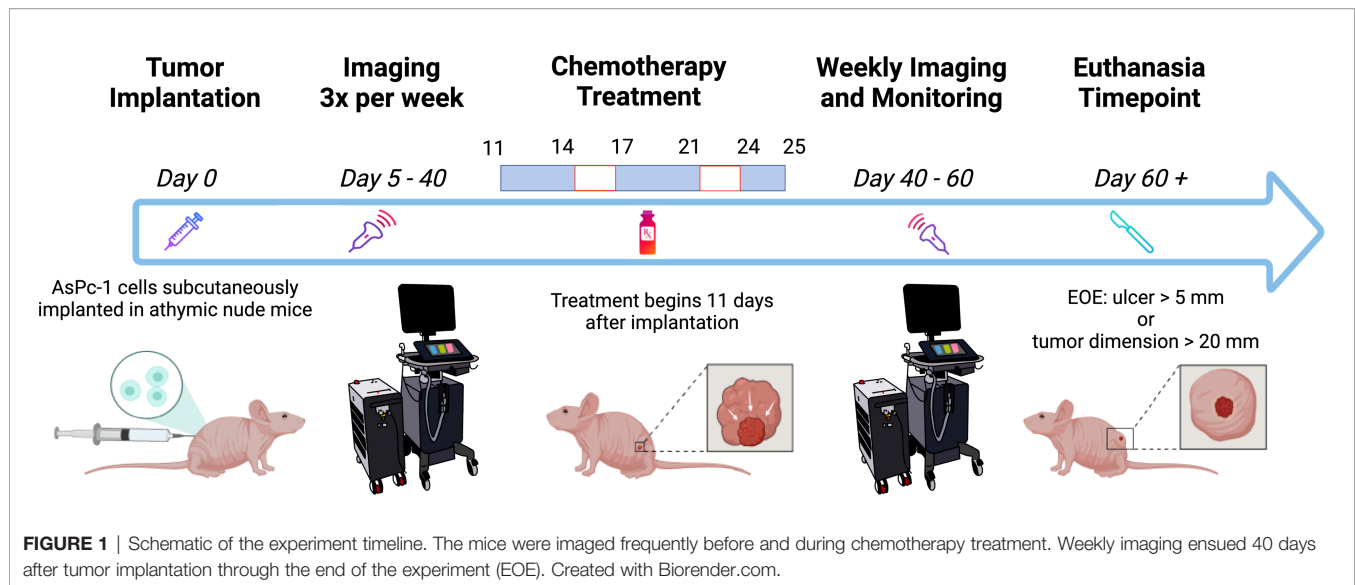 Tumor
Implantation
Imaging
3x per week
Chemotherapy
Treatment
Weekly Imaging
and Monitoring
Euthanasia
Timepoint
11 14 17 21 24 25
Day 0
Day 5 - 40
Day 40 - 60
Day 60 +
Rx
AsPc-1 cells subcutaneously
implanted in athymic nude mice
Treatment begins 11 days
after implantation
EOE: ulcer > 5 mm
or
tumor dimension > 20 mm
FIGURE 1 | Schematic of the experiment timeline. The mice were imaged frequently before and during chemotherapy treatment. Weekly imaging ensued 40 days
after tumor implantation through the end of the experiment (EOE). Created with Biorender.com.